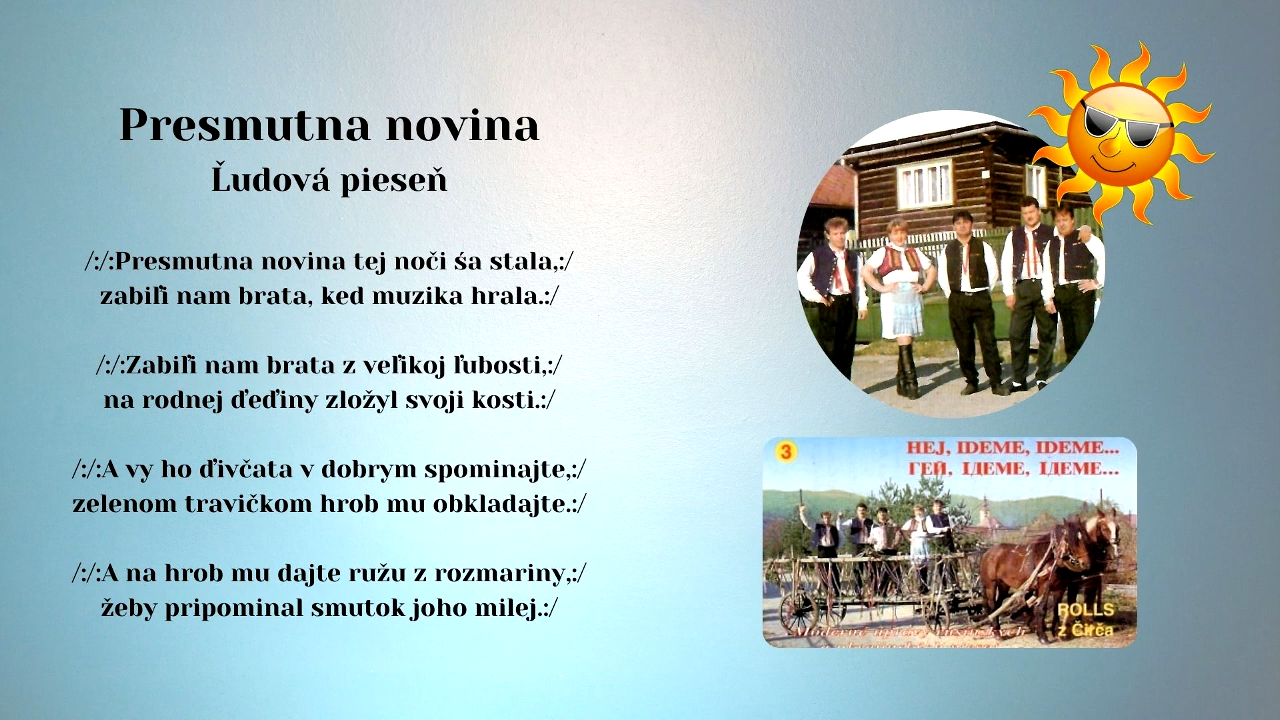 Presmutna novina
Ľudová pieseň
/:/:Presmutna novina tej noči śa stala,:/
zabiľi nam brata, ked muzika hrala.:/
/:/:Zabiľi nam brata z veľikoj ľubosti,:/
na rodnej ďeďiny zložyl svoji kosti.:/
/:/:A vy ho ďivčata v dobrym spominajte,:/
zelenom travičkom hrob mu obkladajte.:/
/:/:A na hrob mu dajte ružu z rozmariny,:/
žeby pripominal smutok joho milej.:/
3
HEJ, IDEME, IDEME...
ГЕЙ, ІДЕМЕ, ІДЕМЕ...
ROLLS
z Čirča